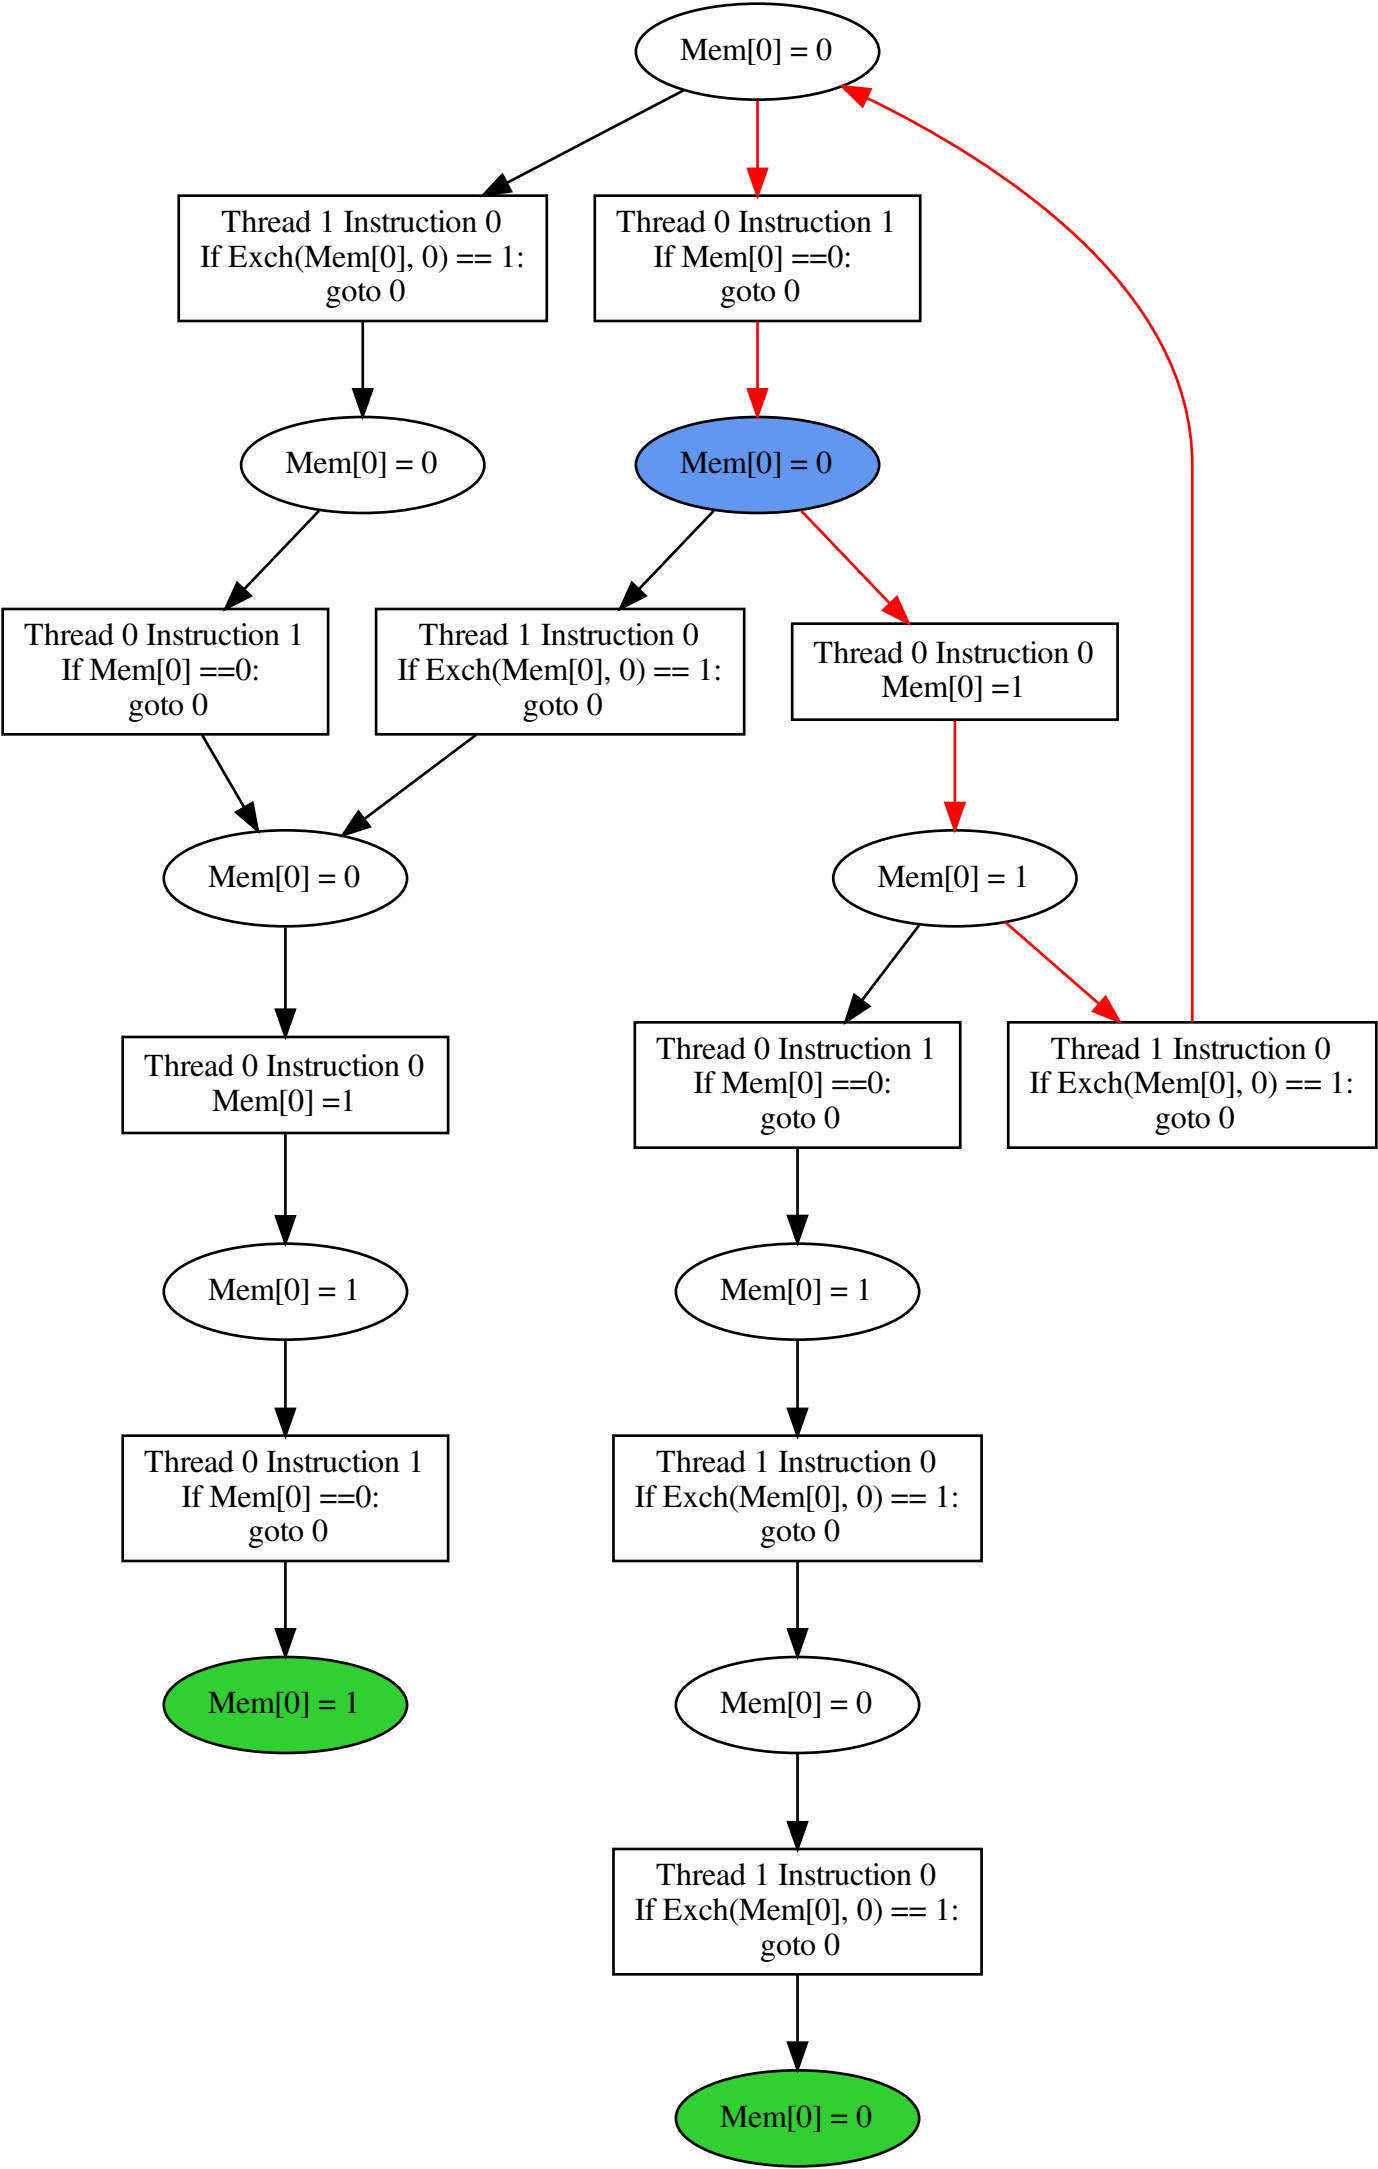 Mem[0] = 0
Thread 1 Instruction 0
If Exch(Mem[0], 0) == 1:
goto 0
Thread 0 Instruction 1
If Mem[0] ==0:
goto 0
Mem[0] = 0
Mem[0] = 0
Thread 0 Instruction 1
If Mem[0] ==0:
goto 0
Thread 1 Instruction 0
If Exch(Mem[0], 0) == 1:
goto 0
Thread 0 Instruction 0
Mem[0] =1
Mem[0] = 0
Mem[0] = 1
Thread 0 Instruction 0
Mem[0] =1
Thread 0 Instruction 1
If Mem[0] ==0:
goto 0
Thread 1 Instruction 0
If Exch(Mem[0], 0) == 1:
goto 0
Mem[0] = 1
Mem[0] = 1
Thread 0 Instruction 1
If Mem[0] ==0:
goto 0
Thread 1 Instruction 0
If Exch(Mem[0], 0) == 1:
goto 0
Mem[0] = 1
Mem[0] = 0
Thread 1 Instruction 0
If Exch(Mem[0], 0) == 1:
goto 0
Mem[0] = 0